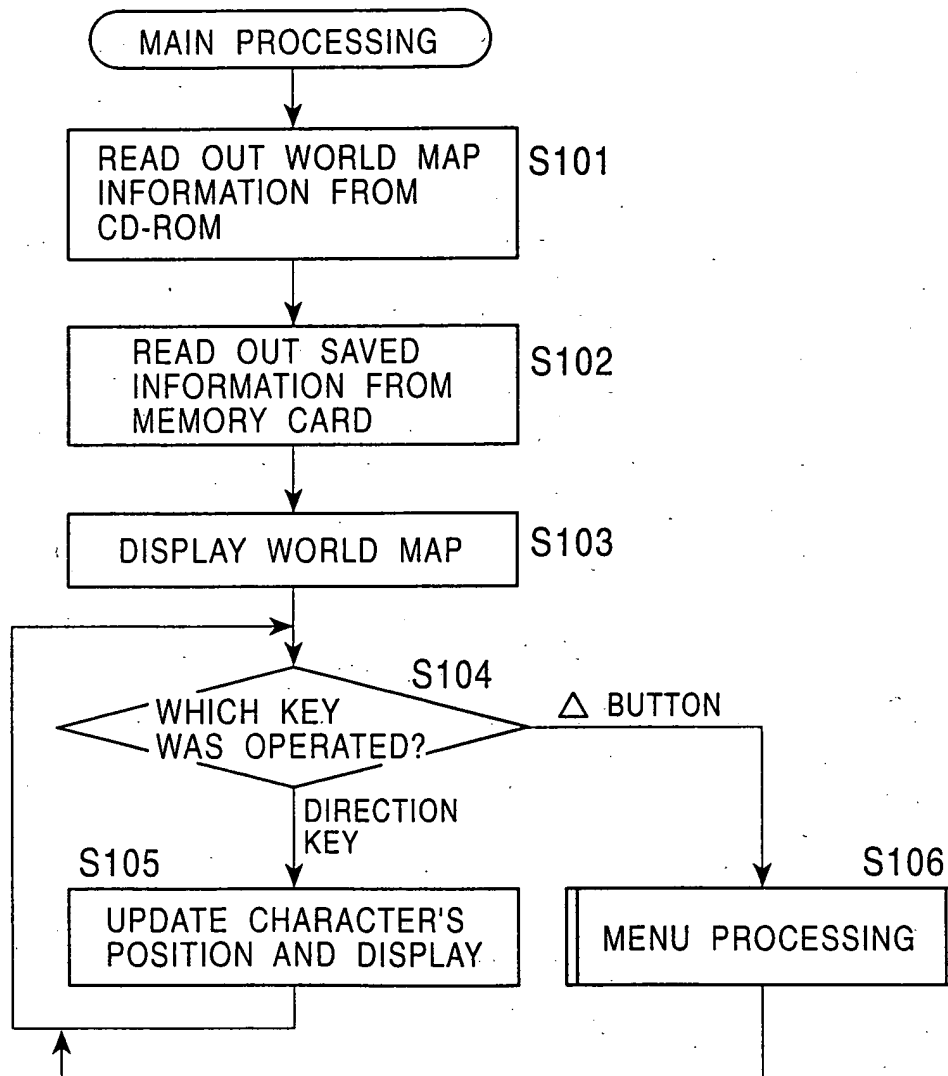 MAIN PROCESSING
READ OUT WORLD MAP
INFORMATION FROM
CD-ROM
S101
READ OUT SAVED
INFORMATION FROM
MEMORY CARD
S102
DISPLAY WORLD MAP
S103
S104
WHICH KEY
WAS OPERATED?
△ BUTTON
DIRECTION
KEY
S105
UPDATE CHARACTER'S
POSITION AND DISPLAY
S106
MENU PROCESSING